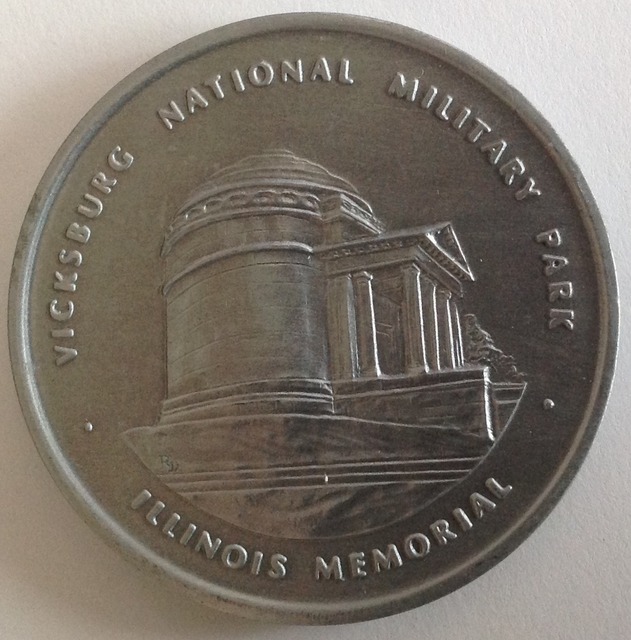 VICKSBURG NATIONAL MILITARY PARK
ILLINOIS MEMORIAL